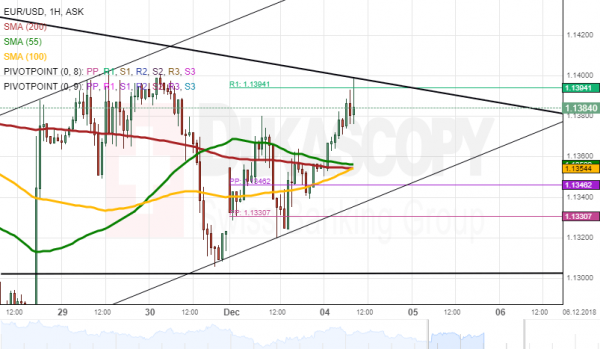 EUR/USD, 1H, ASK
SMA (200)
SMA (55)
SMA (100)
PIVOTPOINT (0, 8): PP, R1, S1, R2, S2, R3, S3
PIVOTPOINT (0, 9): PP, R1, S1, R2, S2, R3, S3
R1: 1.13941
PP: 1.13462
PP: 1.13307
DUKASCOPY
Swiss Banking Group
1.14200
1.14000
1.13941
1.13840
1.13800
1.13600
1.13544
1.13462
1.13400
1.13307
1.13200
1.13000
12:00 29 12:00 30 12:00 Dec 12:00 04 12:00 05 12:00 06 12:00 08.12.2018